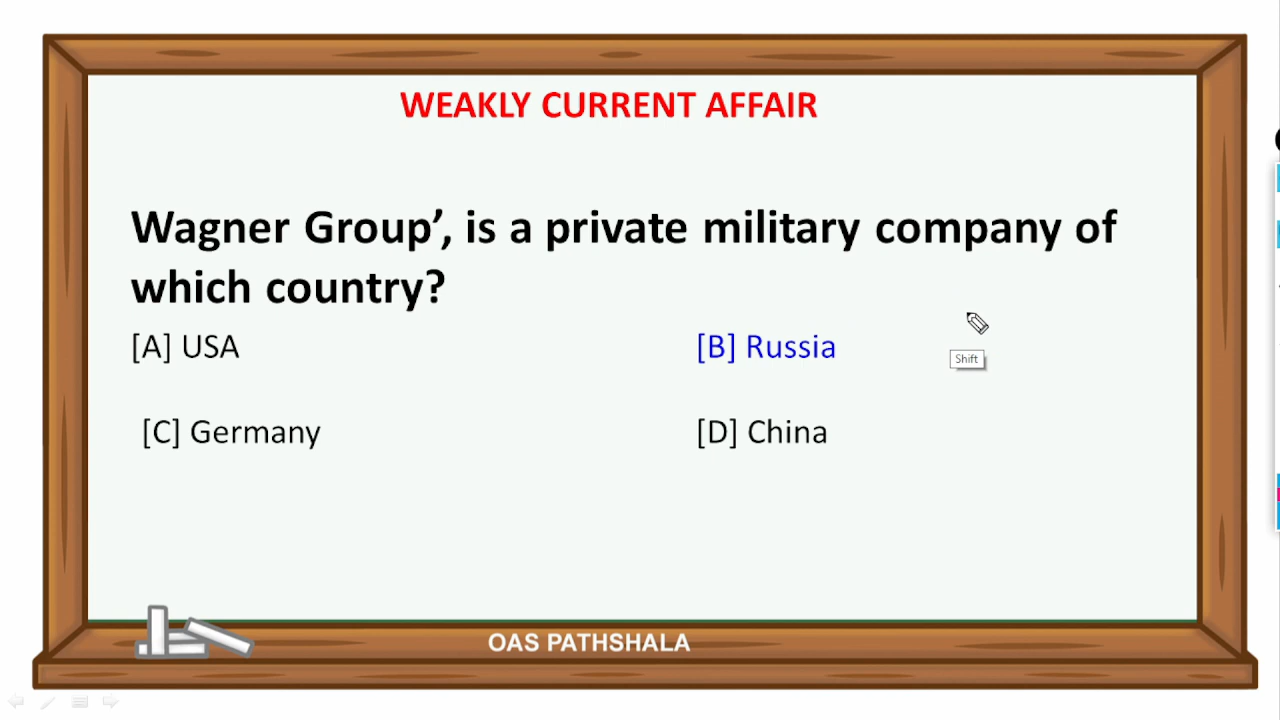 WEAKLY CURRENT AFFAIR
Wagner Group’, is a private military company of
which country?
[A] USA
[B] Russia
Shift
[C] Germany
[D] China
OAS PATHSHALA